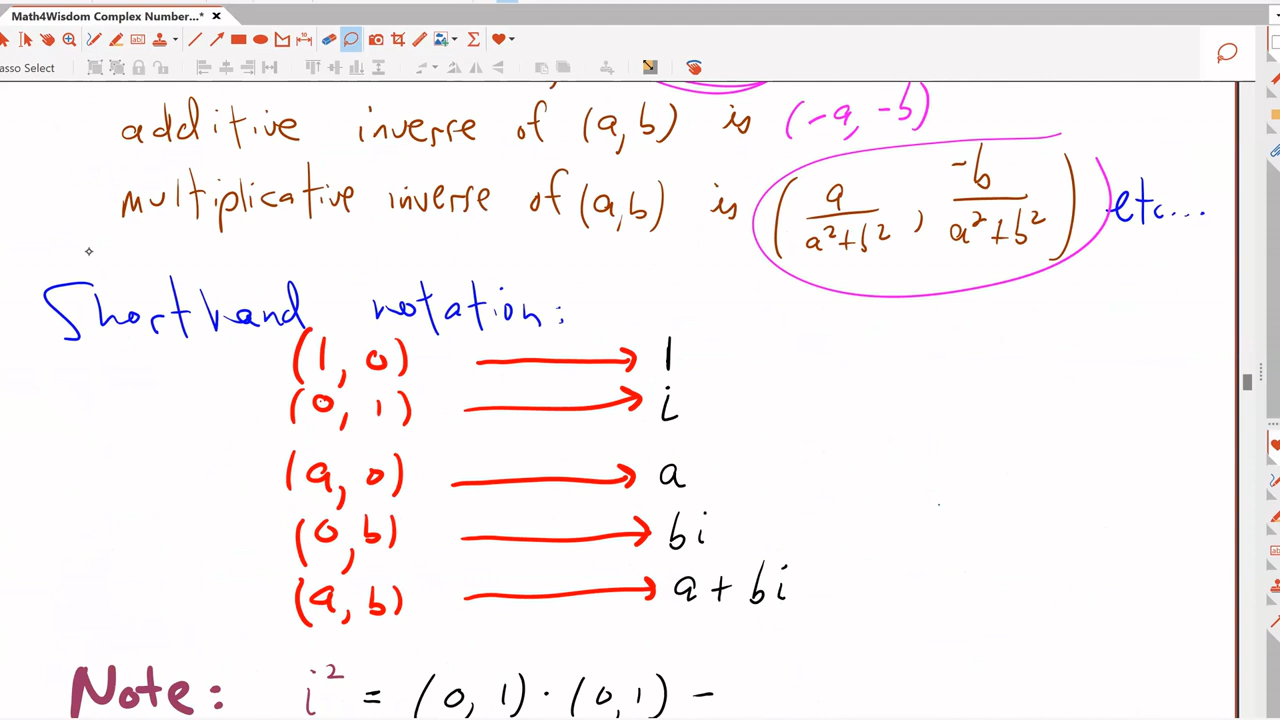 Math4Wisdom Complex Number...* ×
asso Select
additive inverse of (a,b) is (-a, -b)
multiplicative inverse of (a,b) is (a/(a²+b²), -b/(a²+b²)) etc...
Shorthand notation:
(1, 0) → 1
(0, 1) → i
(a, 0) → a
(0, b) → bi
(a, b) → a + bi
Note: i² = (0, 1) · (0, 1) =